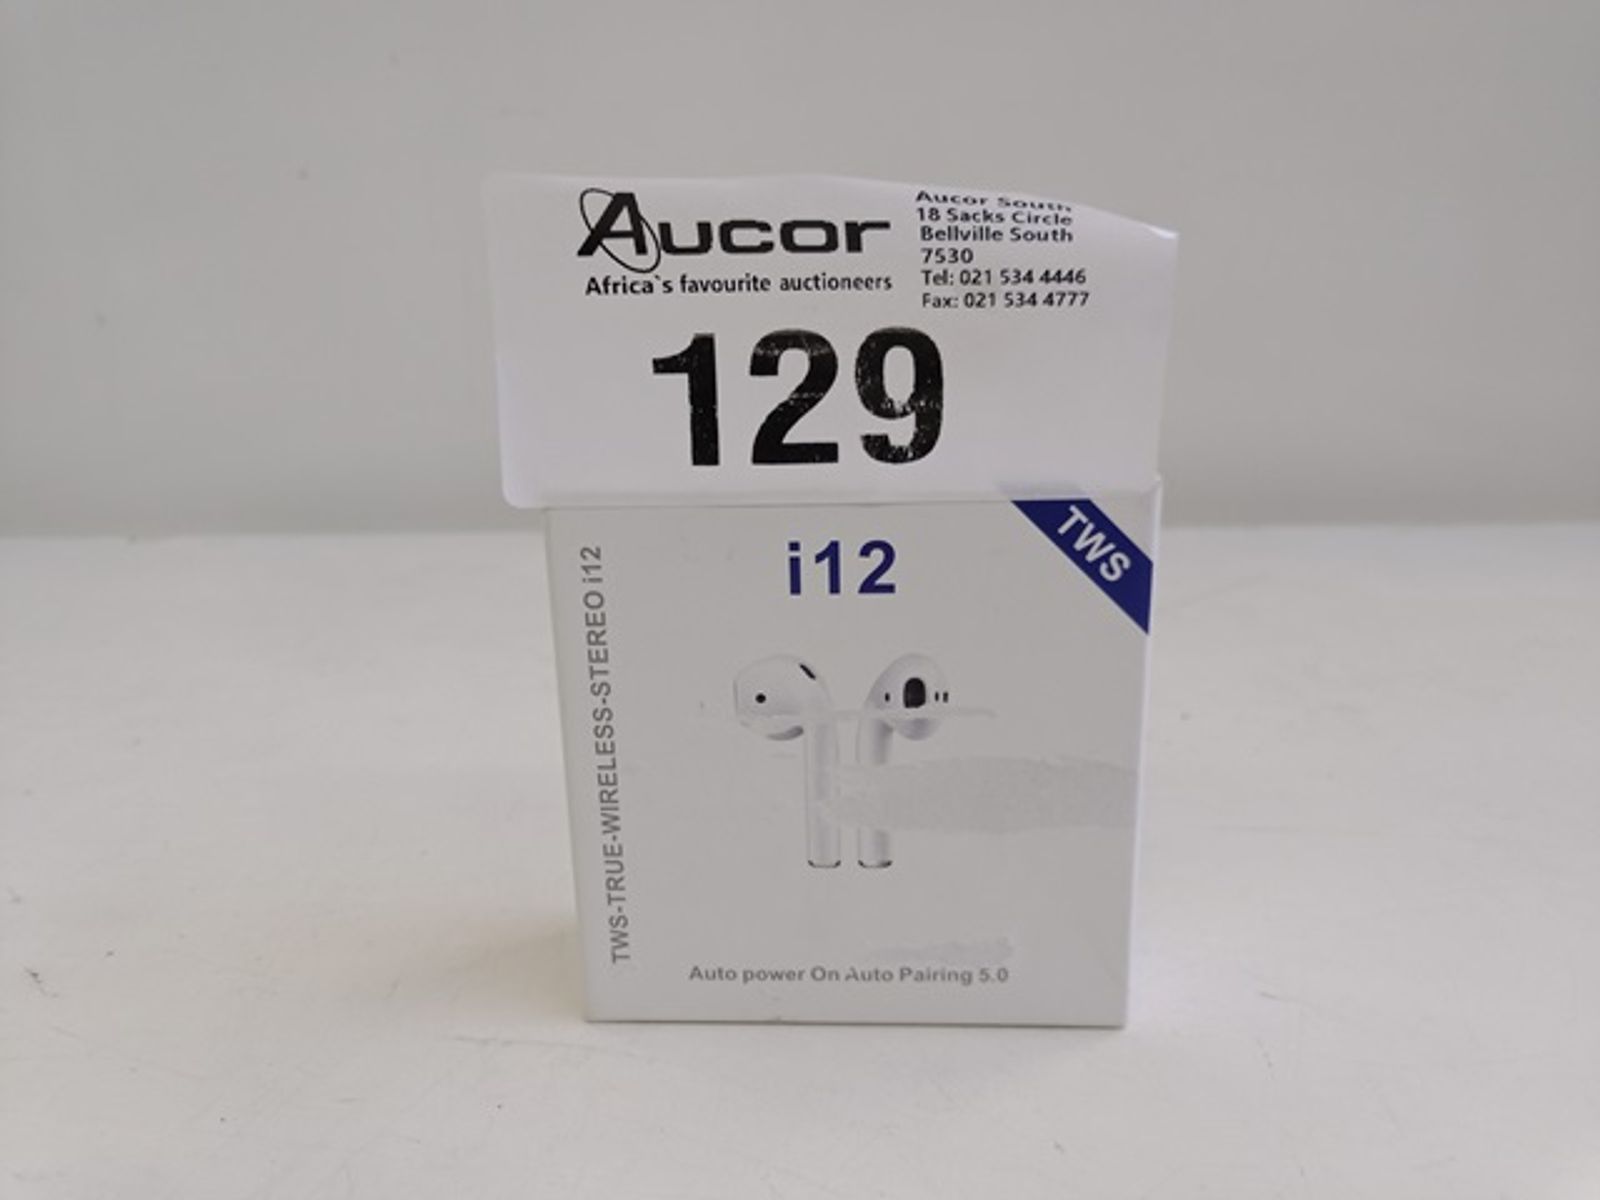 Aucor
Africa`s favourite auctioneers
Aucor South
18 Sacks Circle
Bellville South
7530
Tel: 021 534 4446
Fax: 021 534 4777
129
TWS
i12
TWS-TRUE-WIRELESS-STEREO i12
Auto power On Auto Pairing 5.0